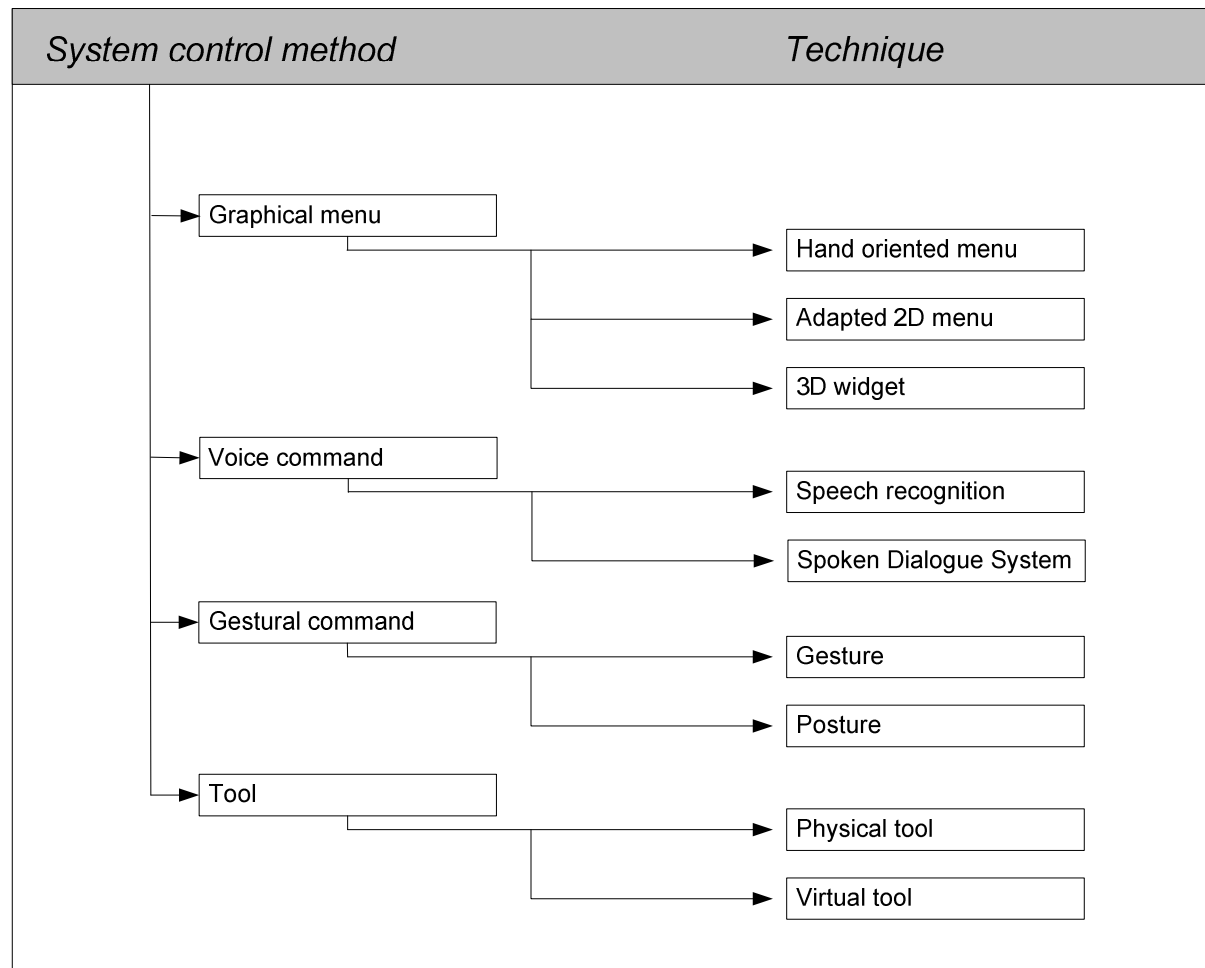 System control method Technique
Graphical menu
Hand oriented menu
Adapted 2D menu
3D widget
Voice command
Speech recognition
Spoken Dialogue System
Gestural command
Gesture
Posture
Tool
Physical tool
Virtual tool